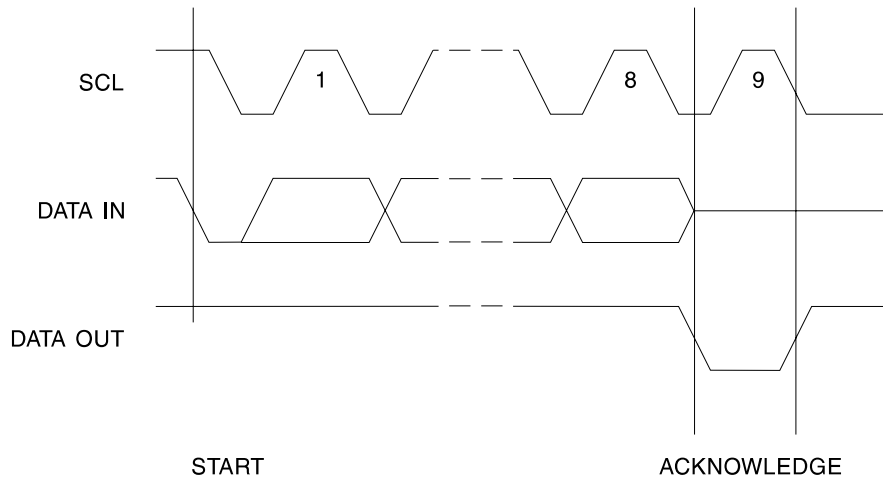 SCL
1
8
9
DATA IN
DATA OUT
START
ACKNOWLEDGE